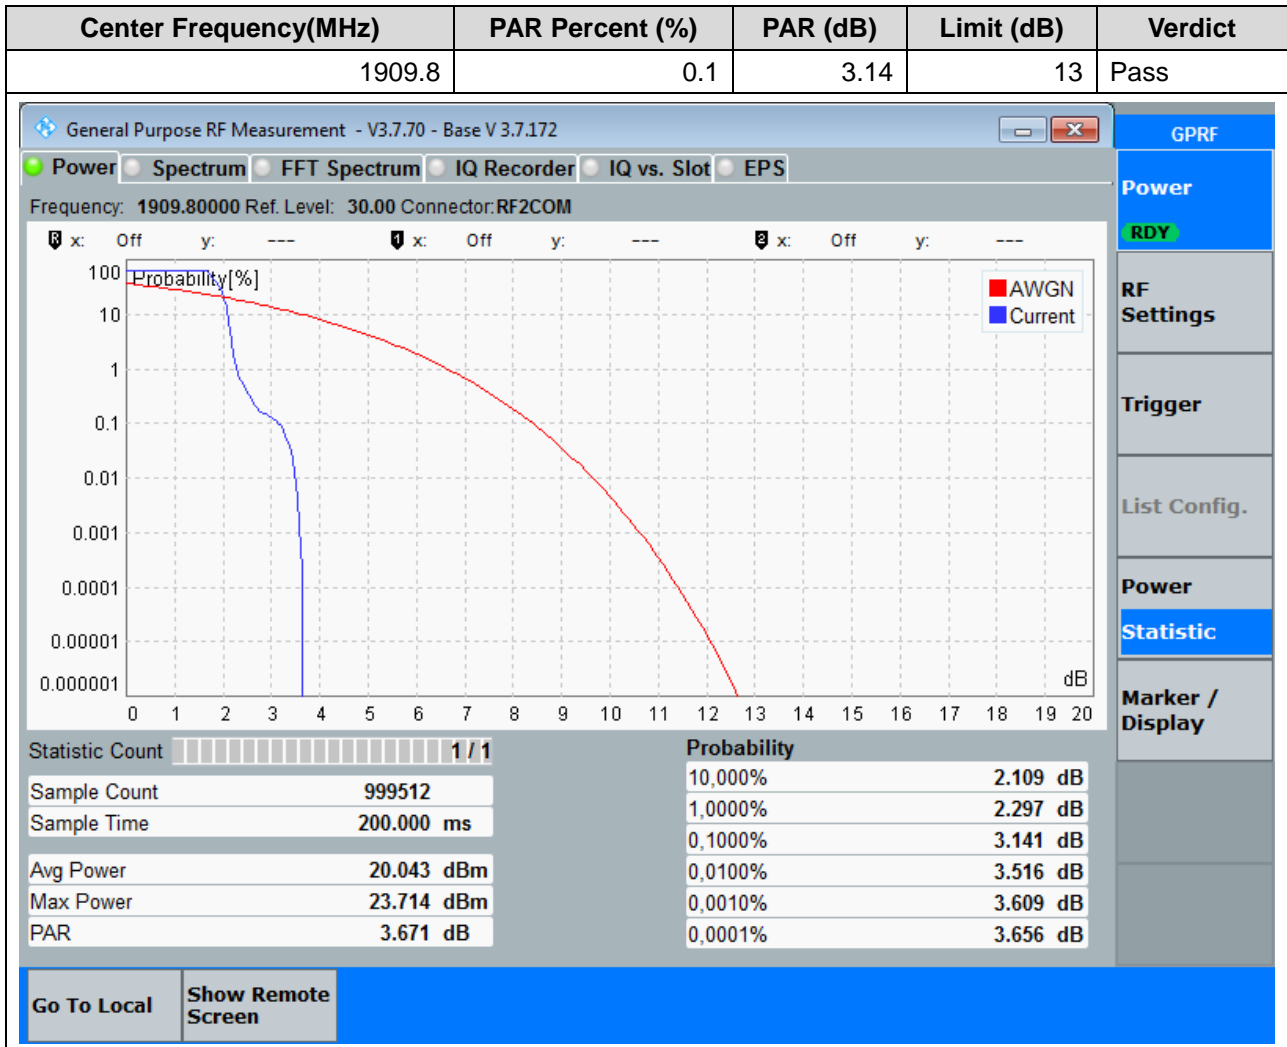 Center Frequency(MHz) PAR Percent (%) PAR (dB) Limit (dB) Verdict
1909.8 0.1 3.14 13 Pass
General Purpose RF Measurement - V3.7.70 - Base V 3.7.172
GPRF
Power Spectrum FFT Spectrum IQ Recorder IQ vs. Slot EPS
Frequency: 1909.80000 Ref. Level: 30.00 Connector:RF2COM
R x: Off y: --- 1 x: Off y: --- 2 x: Off y: ---
Probability[%]
AWGN
Current
100
10
1
0.1
0.01
0.001
0.0001
0.00001
0.000001
dB
0 1 2 3 4 5 6 7 8 9 10 11 12 13 14 15 16 17 18 19 20
Statistic Count 1 / 1
Sample Count 999512
Sample Time 200.000 ms
Avg Power 20.043 dBm
Max Power 23.714 dBm
PAR 3.671 dB
Probability
10,000% 2.109 dB
1,0000% 2.297 dB
0,1000% 3.141 dB
0,0100% 3.516 dB
0,0010% 3.609 dB
0,0001% 3.656 dB
Power
RDY
RF
Settings
Trigger
List Config.
Power
Statistic
Marker /
Display
Go To Local
Show Remote
Screen